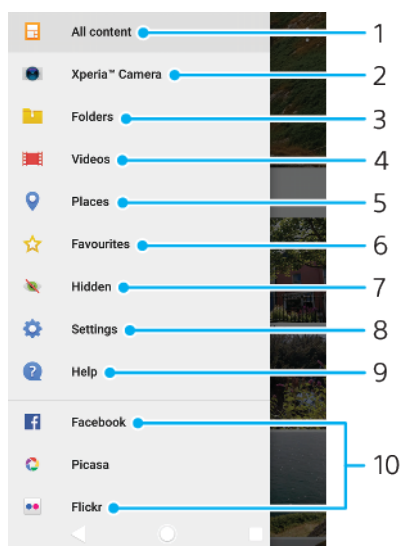 All content 1
Xperia™ Camera 2
Folders 3
Videos 4
Places 5
Favourites 6
Hidden 7
Settings 8
Help 9
Facebook
Picasa 10
Flickr